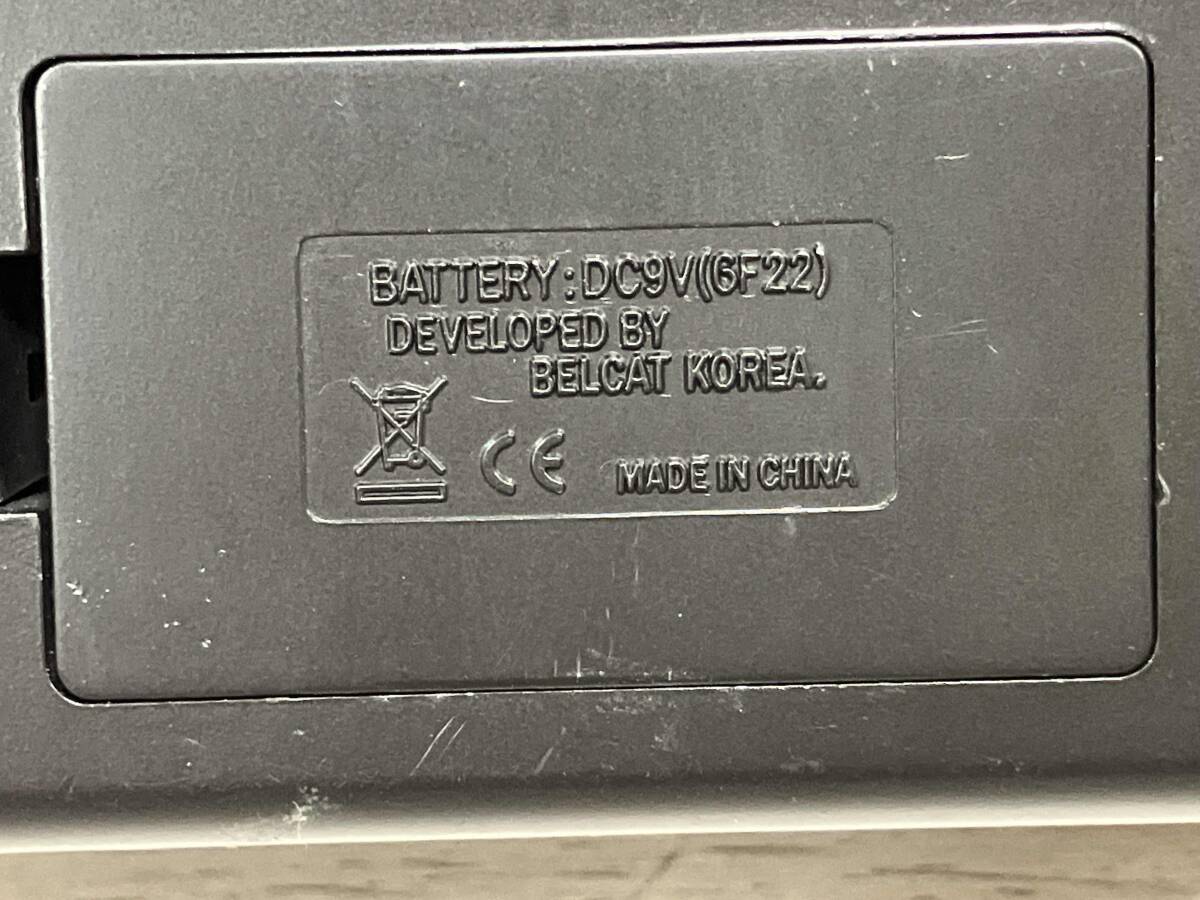 BATTERY:DC9V(6F22)
DEVELOPED BY
BELCAT KOREA.
CE
MADE IN CHINA